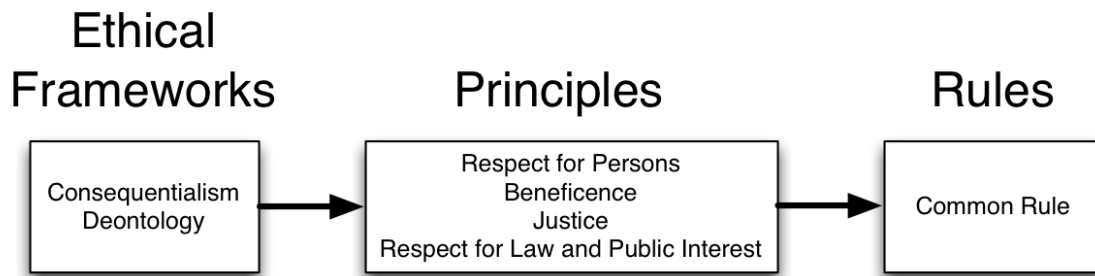 Ethical
Frameworks
Principles
Rules
Consequentialism
Deontology
Respect for Persons
Beneficence
Justice
Respect for Law and Public Interest
Common Rule